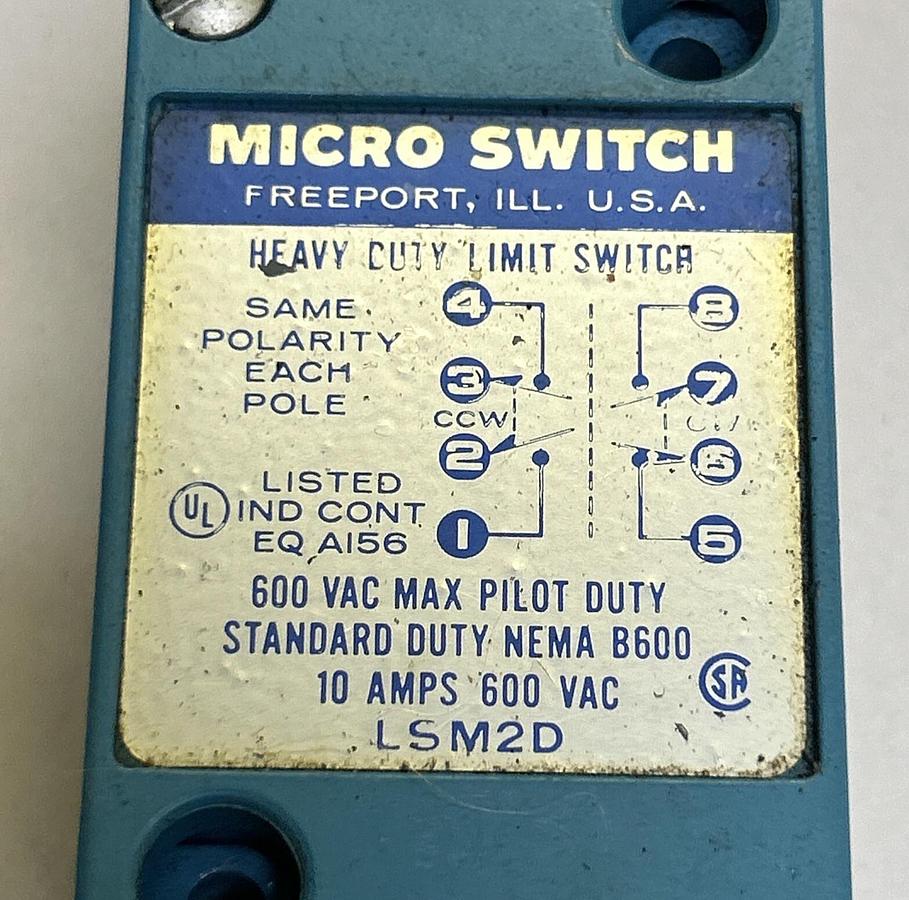 MICRO SWITCH
FREEPORT, ILL. U.S.A.
HEAVY DUTY LIMIT SWITCH
SAME
POLARITY
EACH
POLE
4 8
3 7
CCW
2 6
1 5
LISTED
UL IND CONT
EQ A156
600 VAC MAX PILOT DUTY
STANDARD DUTY NEMA B600
10 AMPS 600 VAC
SA
LSM2D